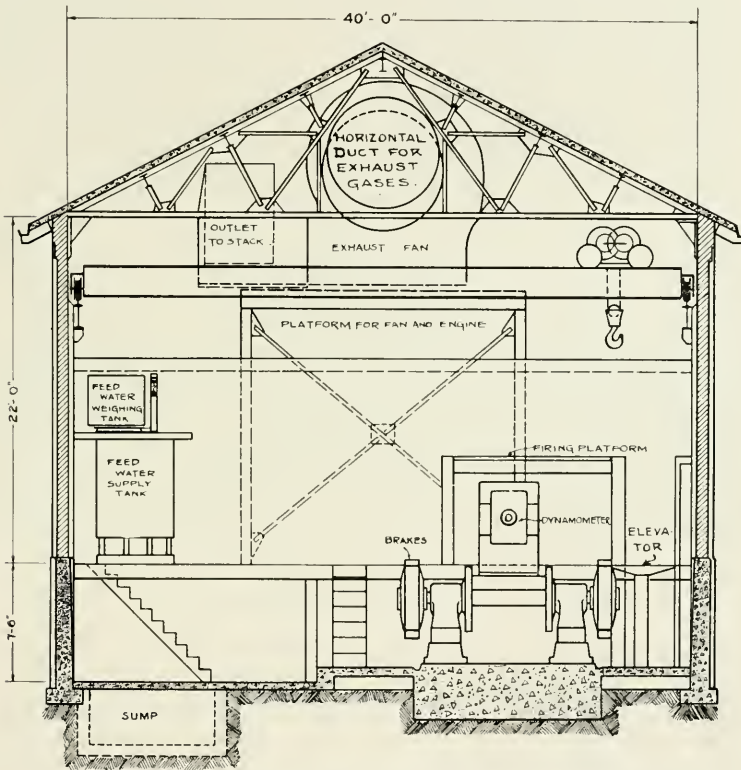 40'-0"
HORIZONTAL
DUCT FOR
EXHAUST
GASES.
OUTLET
TO STACK
EXHAUST FAN
PLATFORM FOR FAN AND ENGINE
22'-0"
FEED
WATER
WEIGHING
TANK
FEED
WATER
SUPPLY
TANK
FIRING PLATFORM
DYNAMOMETER
BRAKES
ELEVA-
TOR
7'-6"
SUMP